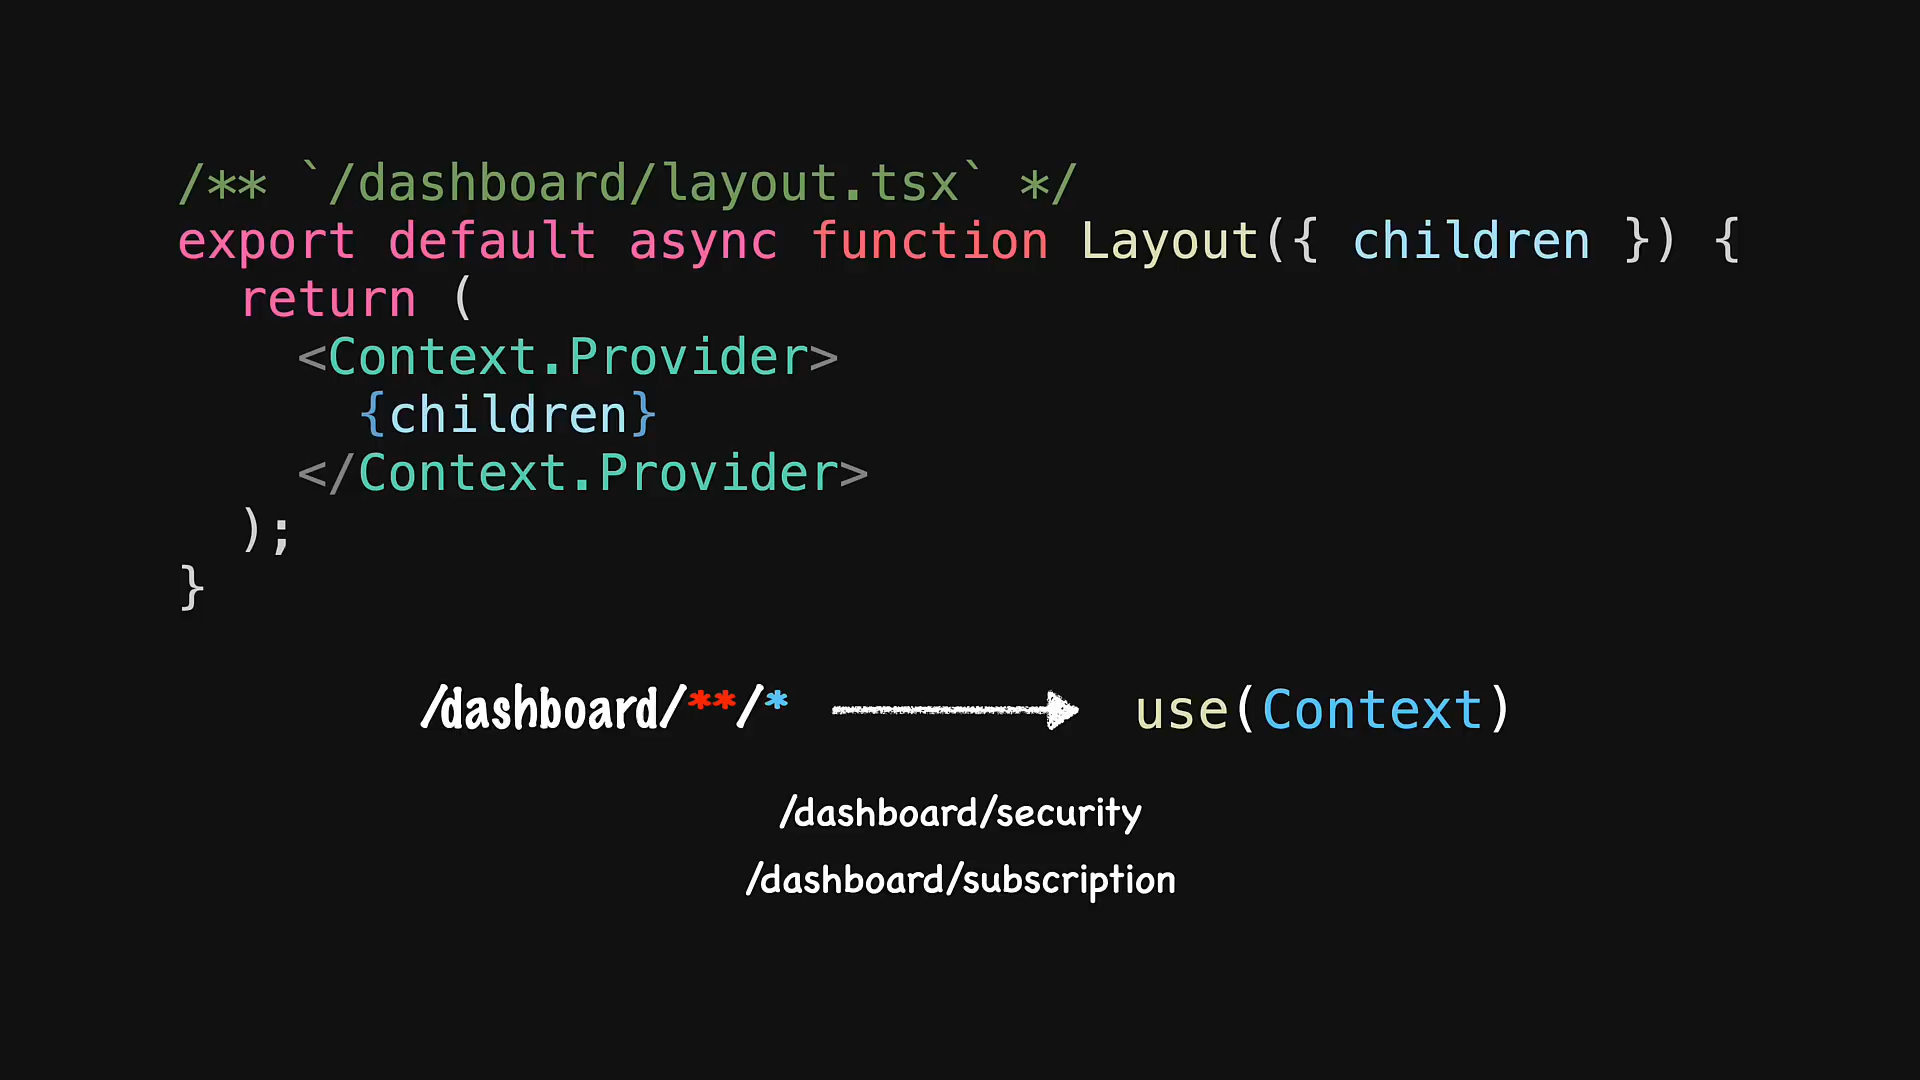 /** `/dashboard/layout.tsx` */
export default async function Layout({ children }) {
  return (
    <Context.Provider>
      {children}
    </Context.Provider>
  );
}
/dashboard/**/* use(Context)
/dashboard/security
/dashboard/subscription